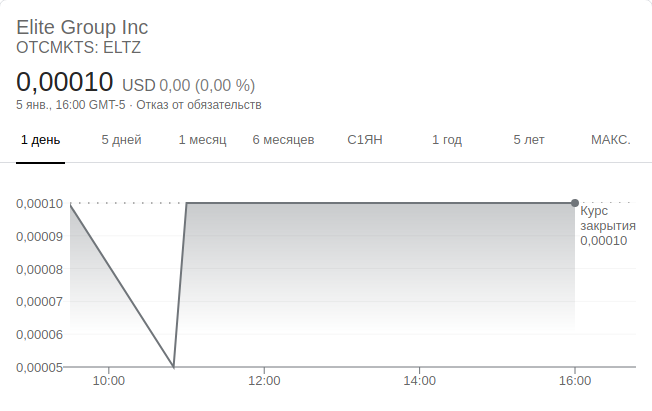 Elite Group Inc
OTCMKTS: ELTZ
0,00010 USD 0,00 (0,00 %)
5 янв., 16:00 GMT-5 · Отказ от обязательств
1 день 5 дней 1 месяц 6 месяцев С1ЯН 1 год 5 лет МАКС.
0,00010
0,00009
0,00008
0,00007
0,00006
0,00005
Курс
закрытия
0,00010
10:00 12:00 14:00 16:00